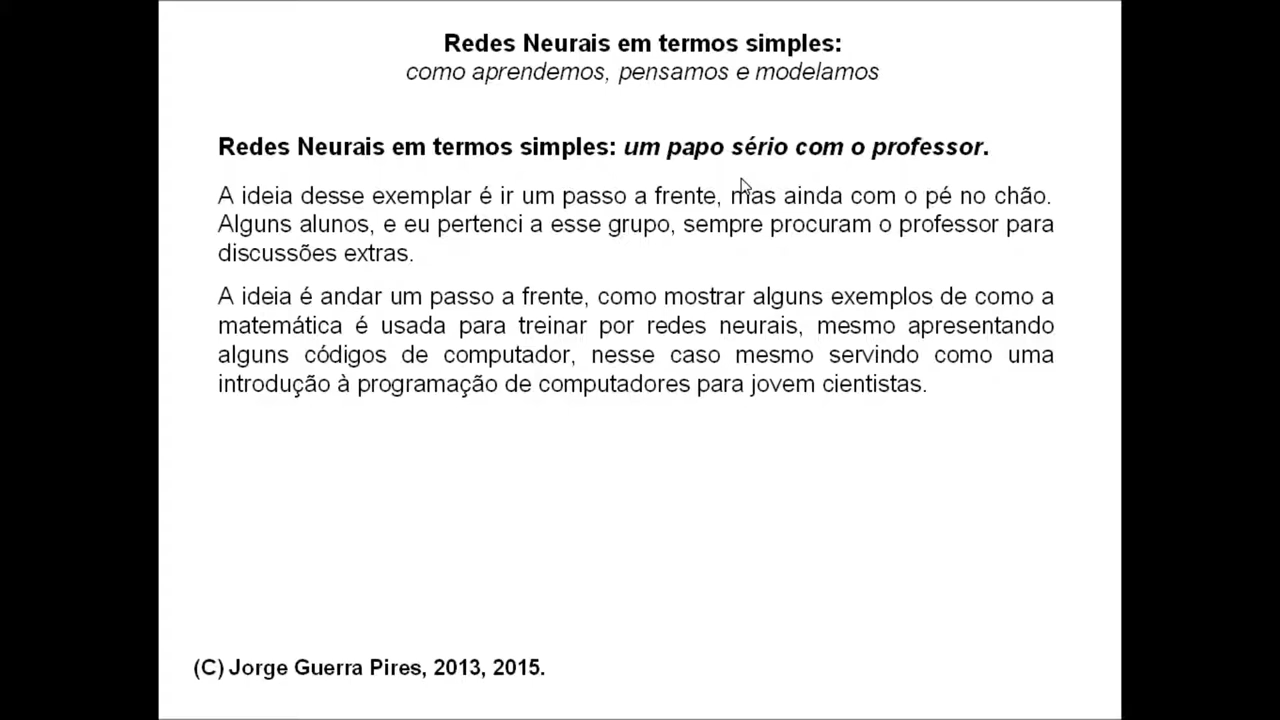 Redes Neurais em termos simples:
como aprendemos, pensamos e modelamos
Redes Neurais em termos simples: um papo sério com o professor.
A ideia desse exemplar é ir um passo a frente, mas ainda com o pé no chão.
Alguns alunos, e eu pertenci a esse grupo, sempre procuram o professor para
discussões extras.
A ideia é andar um passo a frente, como mostrar alguns exemplos de como a
matemática é usada para treinar por redes neurais, mesmo apresentando
alguns códigos de computador, nesse caso mesmo servindo como uma
introdução à programação de computadores para jovem cientistas.
(C) Jorge Guerra Pires, 2013, 2015.